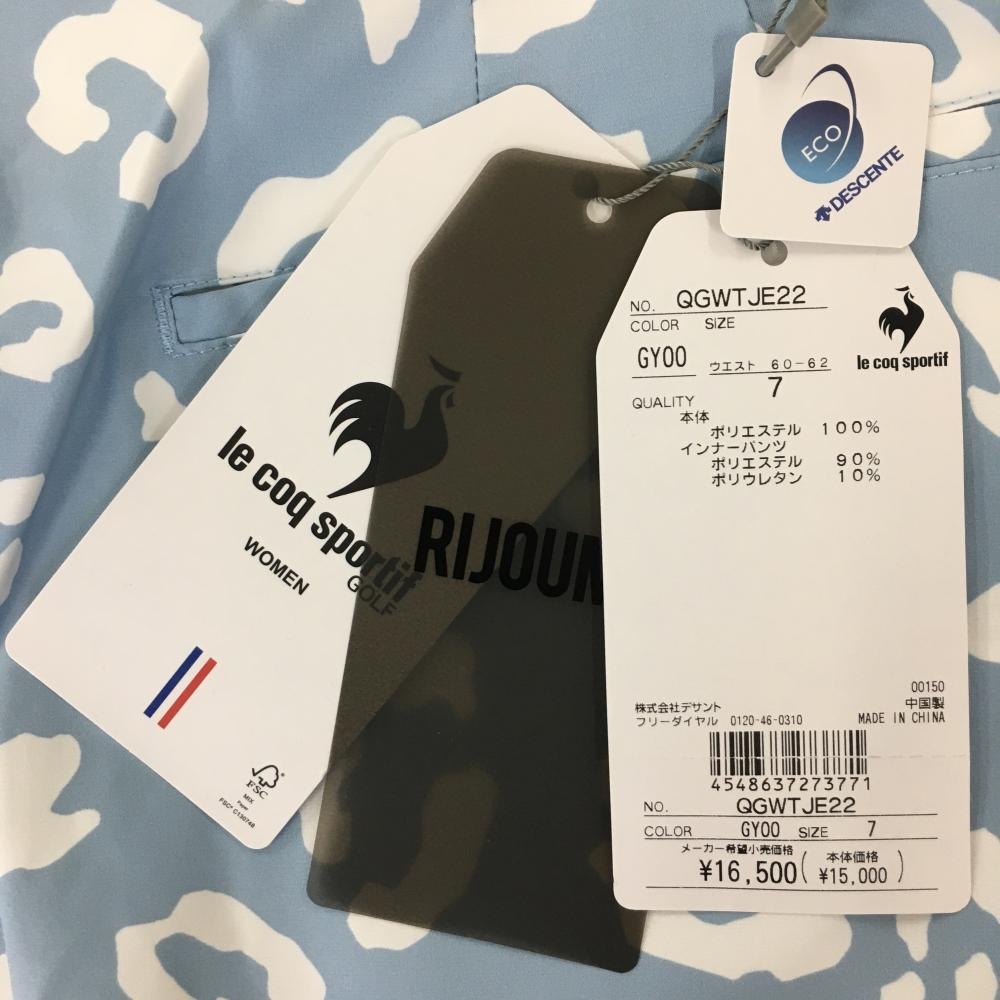 ECO
DESCENTE
NO. QGWTJE22
COLOR SIZE
GY00 ウエスト 60-62
7
le coq sportif
QUALITY
本体
ポリエステル 100%
インナーパンツ
ポリエステル 90%
ポリウレタン 10%
00150
株式会社デサント 中国製
フリーダイヤル 0120-46-0310 MADE IN CHINA
4548637273771
NO. QGWTJE22
COLOR GY00 SIZE 7
メーカー希望小売価格
¥16,500( 本体価格 ¥15,000 )
le coq sportif
GOLF
WOMEN
RIJOUM
FSC
MIX
Paper
FSC® C130748